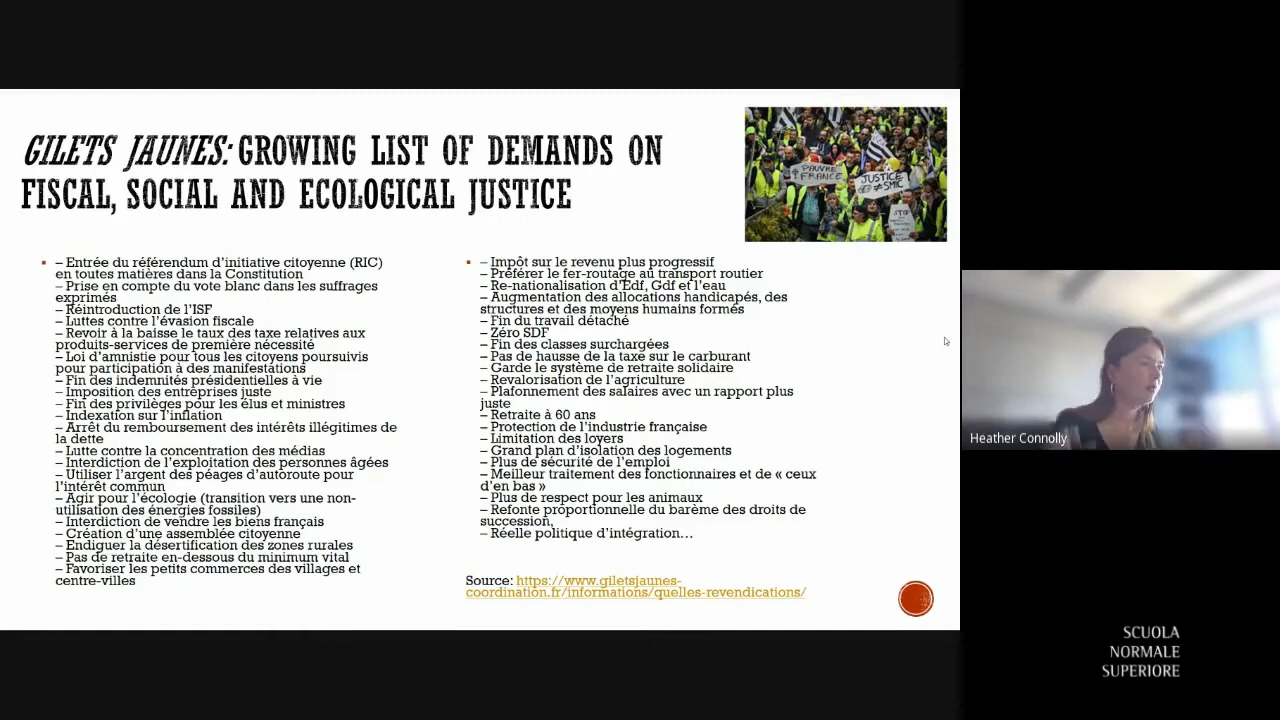 GILETS JAUNES: GROWING LIST OF DEMANDS ON
FISCAL, SOCIAL AND ECOLOGICAL JUSTICE
PAUVRE
FRANCE
JUSTICE
≠ SMIC
STOP
– Entrée du référendum d’initiative citoyenne (RIC)
en toutes matières dans la Constitution
– Prise en compte du vote blanc dans les suffrages
exprimés
– Réintroduction de l’ISF
– Luttes contre l’évasion fiscale
– Revoir à la baisse le taux des taxe relatives aux
produits-services de première nécessité
– Loi d’amnistie pour tous les citoyens poursuivis
pour participation à des manifestations
– Fin des indemnités présidentielles à vie
– Imposition des entreprises juste
– Fin des privilèges pour les élus et ministres
– Indexation sur l’inflation
– Arrêt du remboursement des intérêts illégitimes de
la dette
– Lutte contre la concentration des médias
– Interdiction de l’exploitation des personnes âgées
– Utiliser l’argent des péages d’autoroute pour
l’intérêt commun
– Agir pour l’écologie (transition vers une non-
utilisation des énergies fossiles)
– Interdiction de vendre les biens français
– Création d’une assemblée citoyenne
– Endiguer la désertification des zones rurales
– Pas de retraite en-dessous du minimum vital
– Favoriser les petits commerces des villages et
centre-villes
– Impôt sur le revenu plus progressif
– Préférer le fer-routage au transport routier
– Re-nationalisation d’Edf, Gdf et l’eau
– Augmentation des allocations handicapés, des
structures et des moyens humains formés
– Fin du travail détaché
– Zéro SDF
– Fin des classes surchargées
– Pas de hausse de la taxe sur le carburant
– Garde le système de retraite solidaire
– Revalorisation de l’agriculture
– Plafonnement des salaires avec un rapport plus
juste
– Retraite à 60 ans
– Protection de l’industrie française
– Limitation des loyers
– Grand plan d’isolation des logements
– Plus de sécurité de l’emploi
– Meilleur traitement des fonctionnaires et de « ceux
d’en bas »
– Plus de respect pour les animaux
– Refonte proportionnelle du barème des droits de
succession,
– Réelle politique d’intégration…
Source: https://www.giletsjaunes-
coordination.fr/informations/quelles-revendications/
Heather Connolly
SCUOLA
NORMALE
SUPERIORE